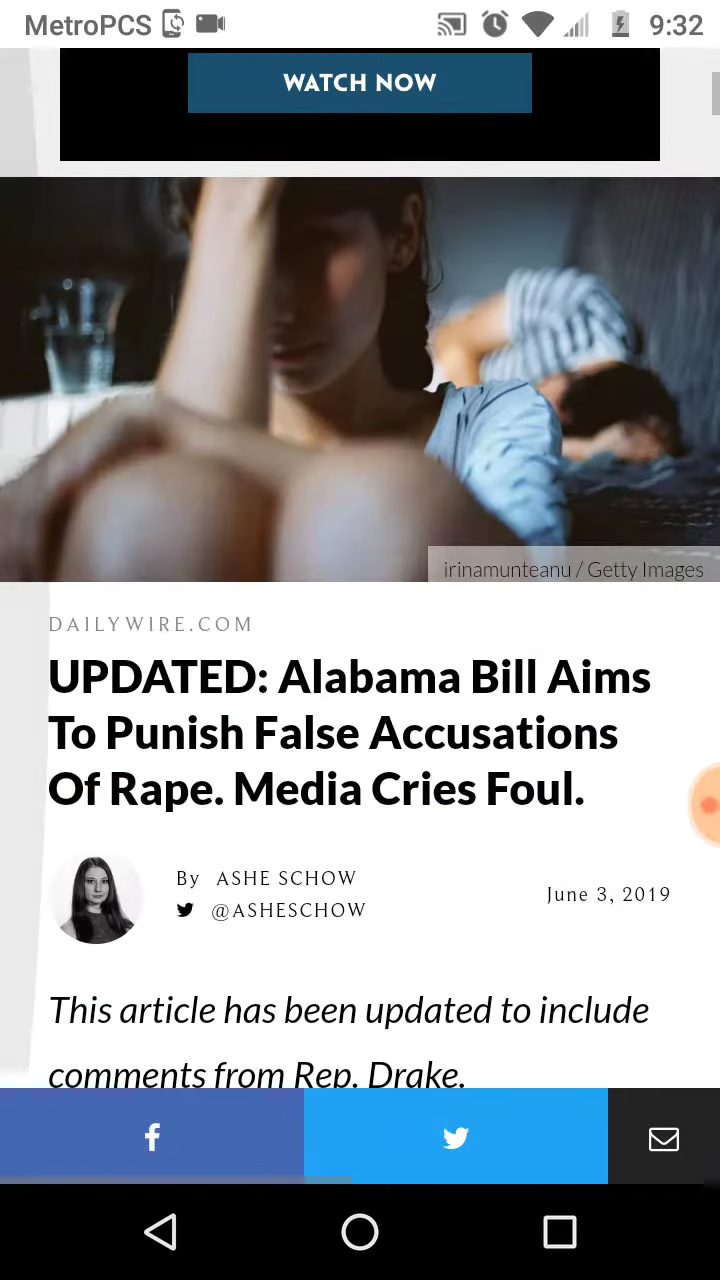 MetroPCS 9:32
WATCH NOW
irinamunteanu / Getty Images
DAILYWIRE.COM
UPDATED: Alabama Bill Aims
To Punish False Accusations
Of Rape. Media Cries Foul.
By ASHE SCHOW
June 3, 2019
@ASHESCHOW
This article has been updated to include
comments from Rep. Drake.